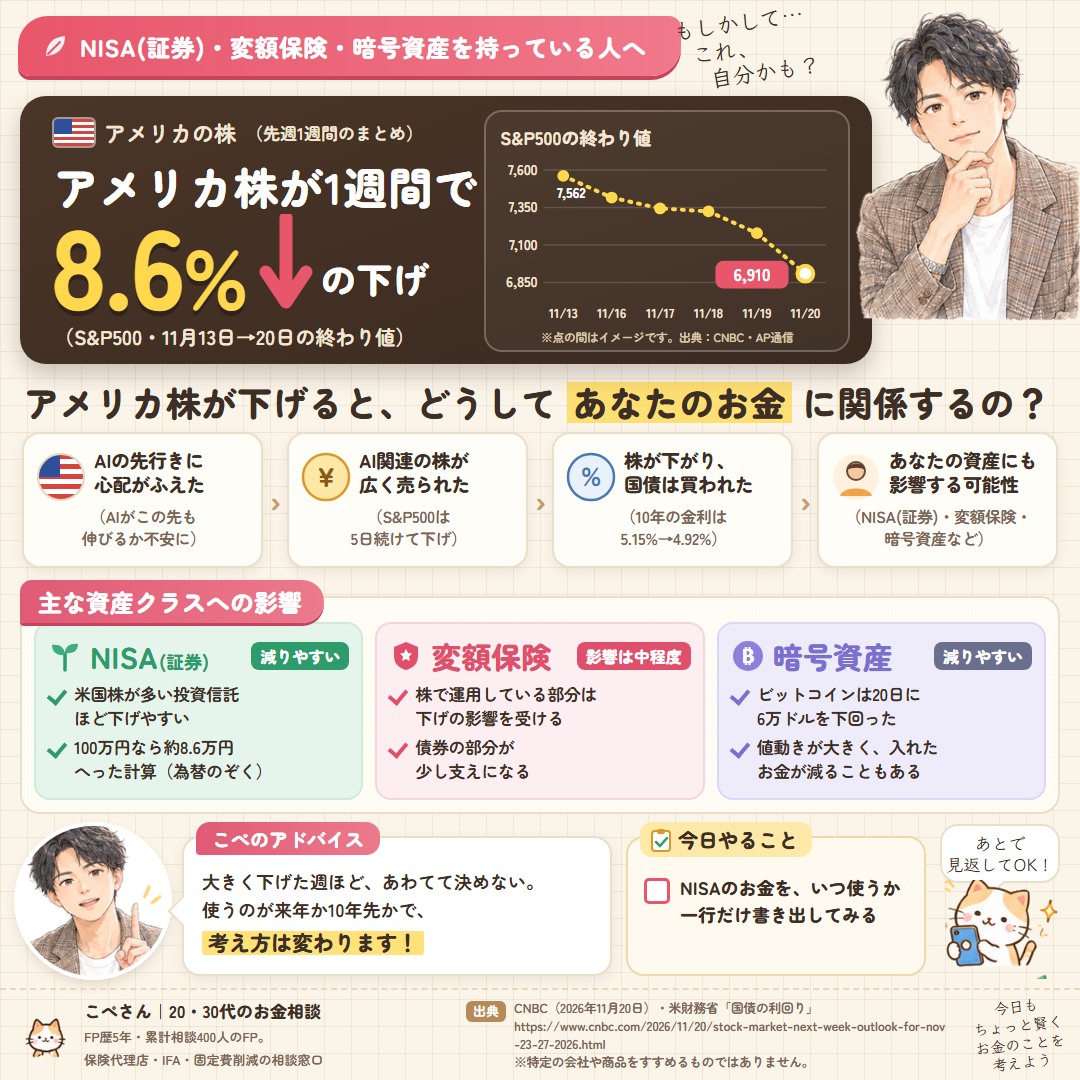 NISA(証券)・変額保険・暗号資産を持っている人へ
もしかして…
これ、
自分かも？
アメリカの株 （先週1週間のまとめ）
アメリカ株が1週間で
8.6%↓の下げ
（S&P500・11月13日→20日の終わり値）
S&P500の終わり値
7,600
7,350
7,100
6,850
7,562
6,910
11/13 11/16 11/17 11/18 11/19 11/20
※点の間はイメージです。出典：CNBC・AP通信
アメリカ株が下げると、どうして あなたのお金 に関係するの？
AIの先行きに
心配がふえた
（AIがこの先も
伸びるか不安に）
›
¥
AI関連の株が
広く売られた
（S&P500は
5日続けて下げ）
›
%
株が下がり、
国債は買われた
（10年の金利は
5.15%→4.92%）
›
あなたの資産にも
影響する可能性
（NISA(証券)・変額保険・
暗号資産など）
主な資産クラスへの影響
NISA(証券) 減りやすい
米国株が多い投資信託
ほど下げやすい
100万円なら約8.6万円
へった計算（為替のぞく）
変額保険 影響は中程度
株で運用している部分は
下げの影響を受ける
債券の部分が
少し支えになる
暗号資産 減りやすい
ビットコインは20日に
6万ドルを下回った
値動きが大きく、入れた
お金が減ることもある
こぺのアドバイス
大きく下げた週ほど、あわてて決めない。
使うのが来年か10年先かで、
考え方は変わります！
今日やること
NISAのお金を、いつ使うか
一行だけ書き出してみる
あとで
見返してOK！
こぺさん｜20・30代のお金相談
FP歴5年・累計相談400人のFP。
保険代理店・IFA・固定費削減の相談窓口
出典
CNBC（2026年11月20日）・米財務省「国債の利回り」
https://www.cnbc.com/2026/11/20/stock-market-next-week-outlook-for-nov
-23-27-2026.html
※特定の会社や商品をすすめるものではありません。
今日も
ちょっと賢く
お金のことを
考えよう